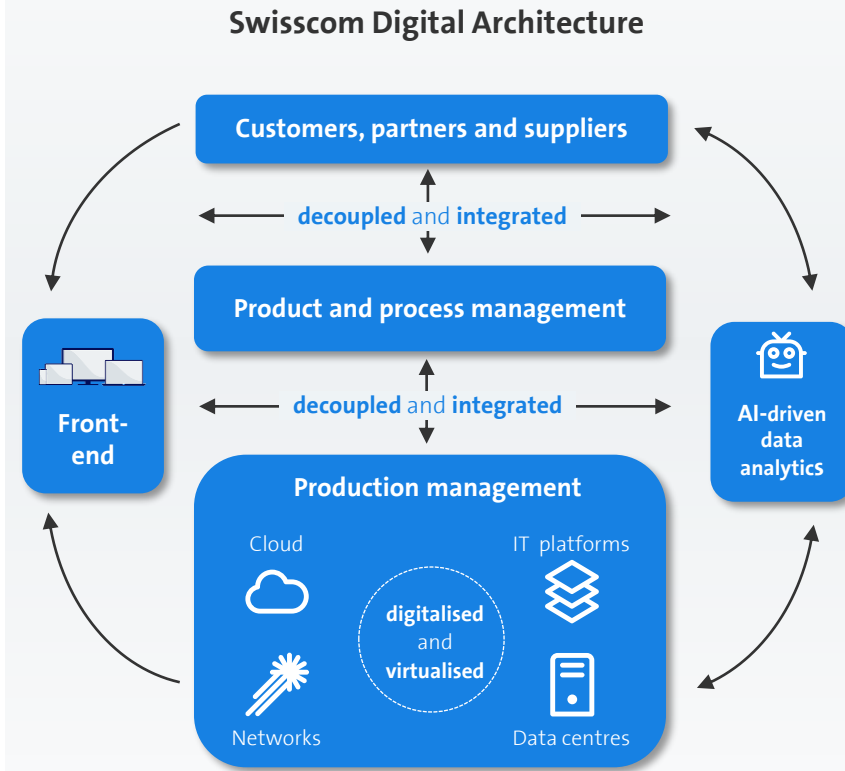 Swisscom Digital Architecture
Customers, partners and suppliers
decoupled and integrated
Product and process management
decoupled and integrated
Front-
end
AI-driven
data
analytics
Production management
Cloud
IT platforms
digitalised
and
virtualised
Networks
Data centres